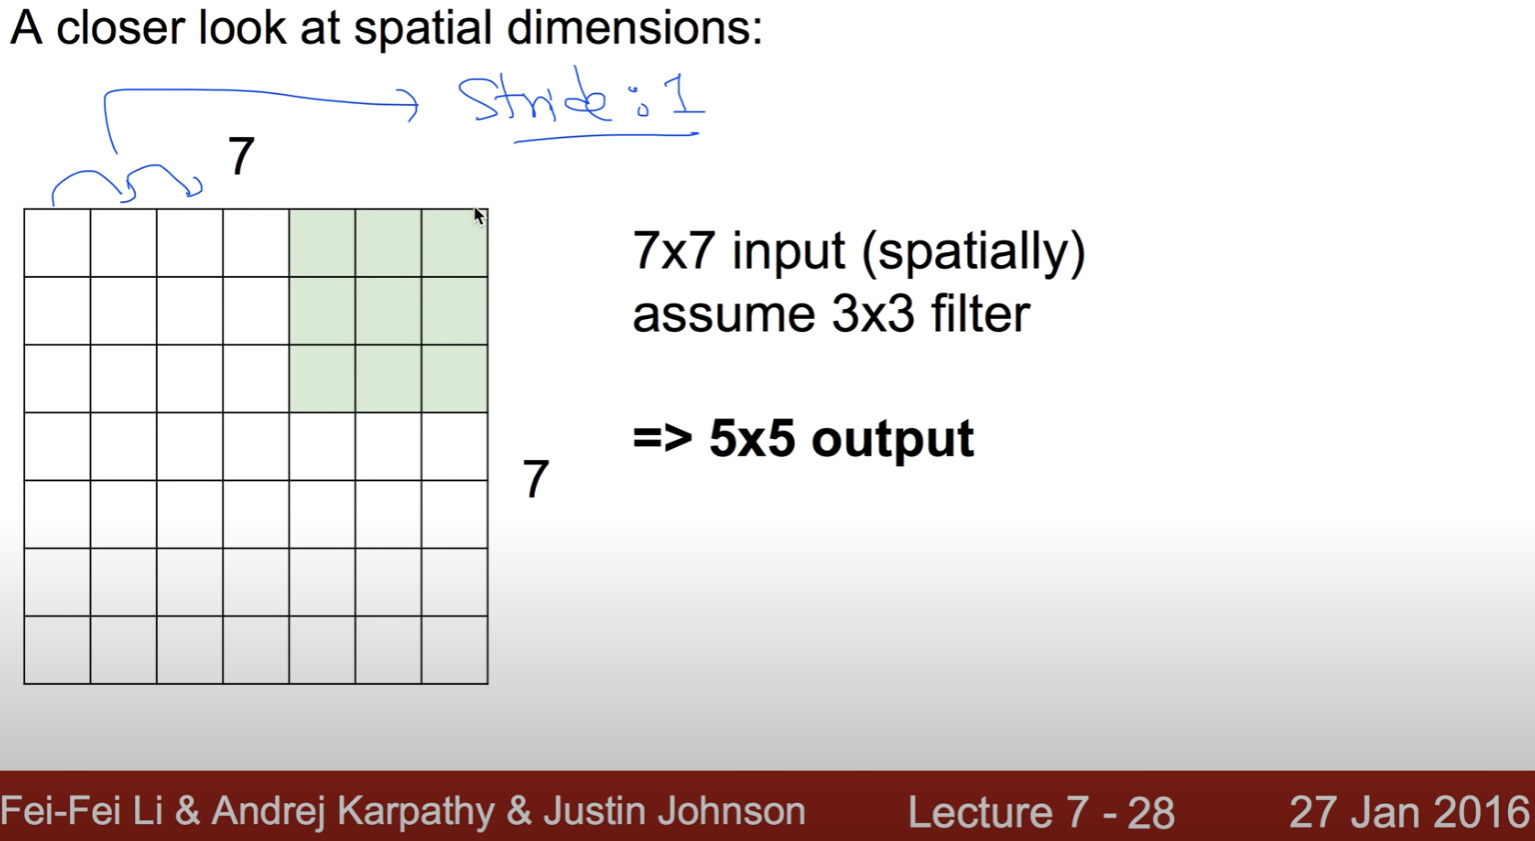 A closer look at spatial dimensions:
Stride : 1
7
7x7 input (spatially)
assume 3x3 filter
=> 5x5 output
7
Fei-Fei Li & Andrej Karpathy & Justin Johnson Lecture 7 - 28 27 Jan 2016